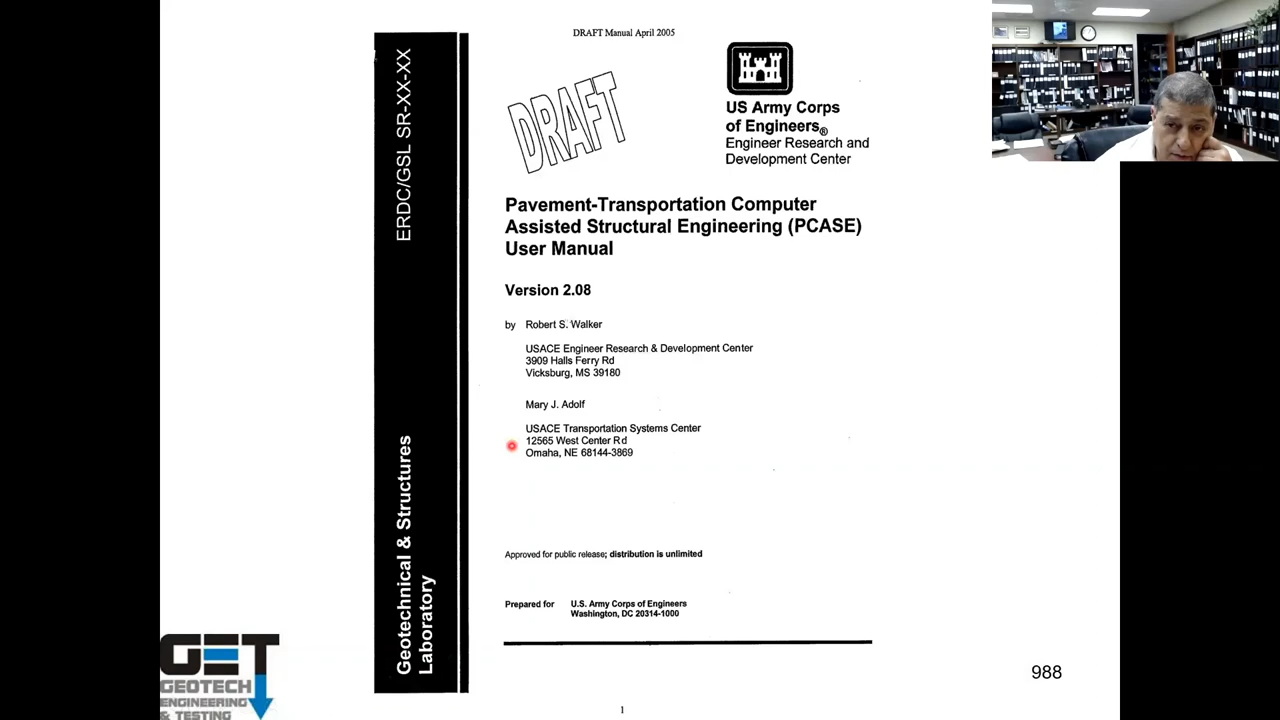 DRAFT Manual April 2005
ERDC/GSL SR-XX-XX
Geotechnical & Structures
Laboratory
DRAFT
US Army Corps
of Engineers®
Engineer Research and
Development Center
Pavement-Transportation Computer
Assisted Structural Engineering (PCASE)
User Manual
Version 2.08
by Robert S. Walker
USACE Engineer Research & Development Center
3909 Halls Ferry Rd
Vicksburg, MS 39180
Mary J. Adolf
USACE Transportation Systems Center
12565 West Center Rd
Omaha, NE 68144-3869
Approved for public release; distribution is unlimited
Prepared for U.S. Army Corps of Engineers
Washington, DC 20314-1000
1
GET
GEOTECH
ENGINEERING
& TESTING
988